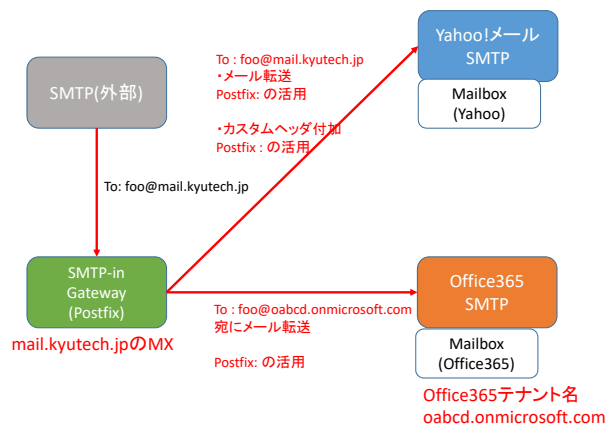 Yahoo!メール
SMTP
Mailbox
(Yahoo)
To : foo@mail.kyutech.jp
・メール転送
Postfix: の活用
・カスタムヘッダ付加
Postfix : の活用
SMTP(外部)
To: foo@mail.kyutech.jp
SMTP-in
Gateway
(Postfix)
mail.kyutech.jpのMX
To : foo@oabcd.onmicrosoft.com
宛にメール転送
Postfix: の活用
Office365
SMTP
Mailbox
(Office365)
Office365テナント名
oabcd.onmicrosoft.com